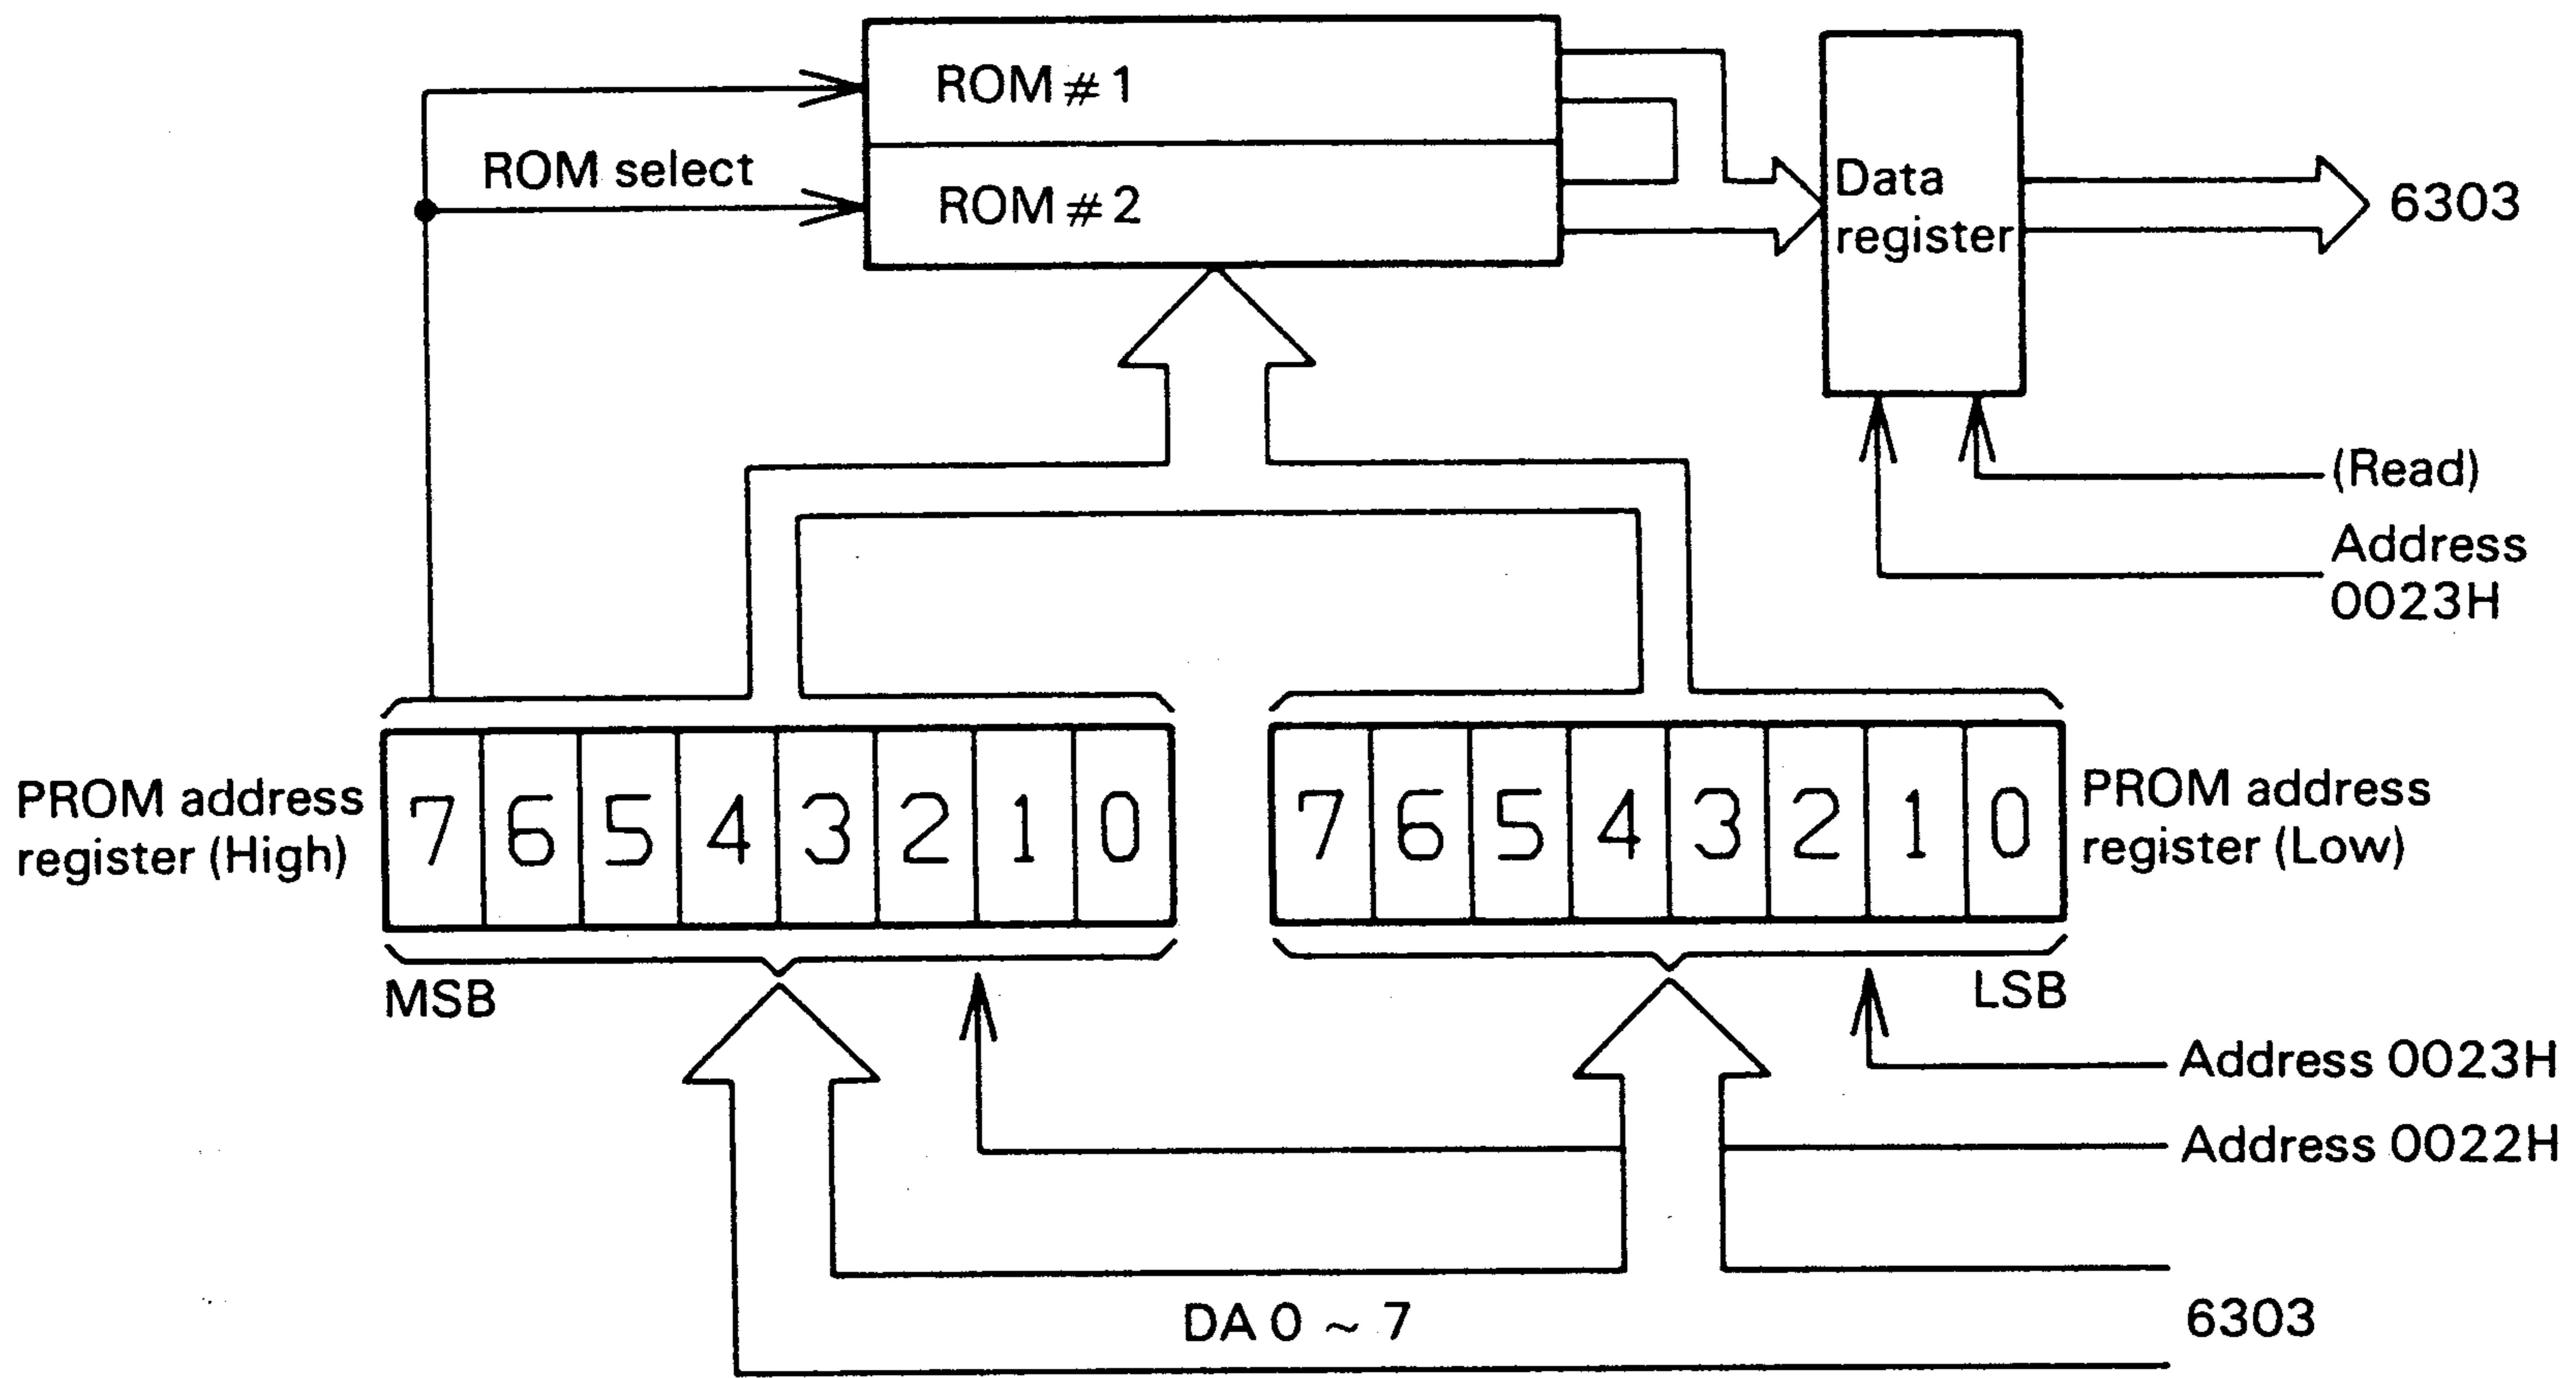 ROM #1
ROM select
ROM #2
Data
register
6303
(Read)
Address
0023H
PROM address
register (High)
7 6 5 4 3 2 1 0
7 6 5 4 3 2 1 0
PROM address
register (Low)
MSB
LSB
Address 0023H
Address 0022H
DA 0 ~ 7
6303